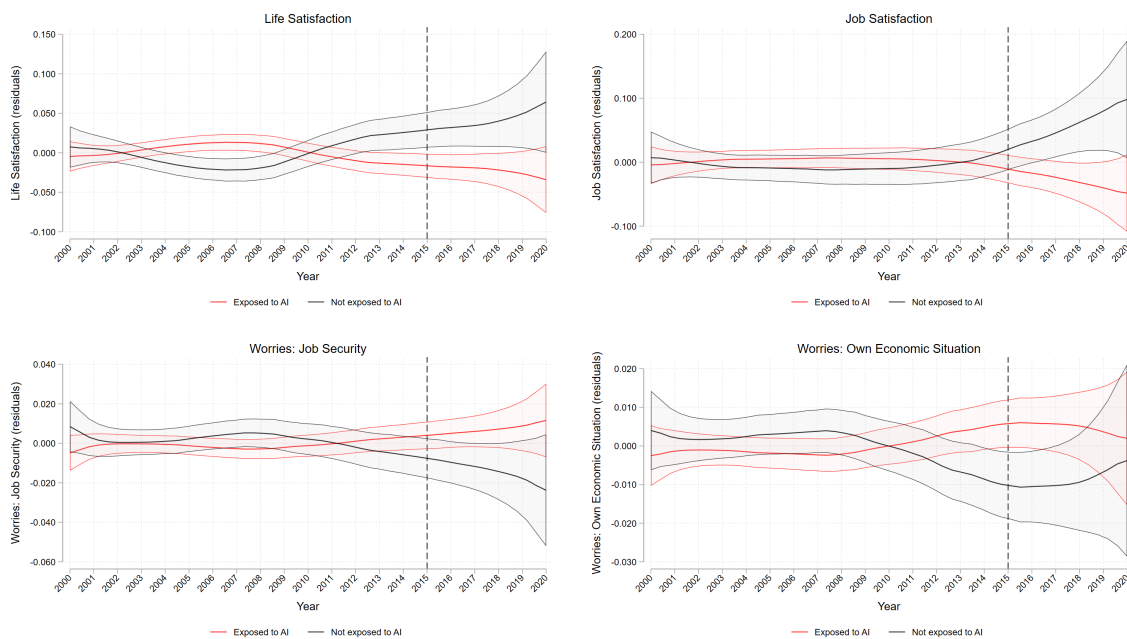 Life Satisfaction
Life Satisfaction (residuals)
0.150
0.100
0.050
0.000
-0.050
-0.100
2000 2001 2002 2003 2004 2005 2006 2007 2008 2009 2010 2011 2012 2013 2014 2015 2016 2017 2018 2019 2020
Year
Exposed to AI Not exposed to AI
Job Satisfaction
Job Satisfaction (residuals)
0.200
0.100
0.000
-0.100
2000 2001 2002 2003 2004 2005 2006 2007 2008 2009 2010 2011 2012 2013 2014 2015 2016 2017 2018 2019 2020
Year
Exposed to AI Not exposed to AI
Worries: Job Security
Worries: Job Security (residuals)
0.040
0.020
0.000
-0.020
-0.040
-0.060
2000 2001 2002 2003 2004 2005 2006 2007 2008 2009 2010 2011 2012 2013 2014 2015 2016 2017 2018 2019 2020
Year
Exposed to AI Not exposed to AI
Worries: Own Economic Situation
Worries: Own Economic Situation (residuals)
0.020
0.010
0.000
-0.010
-0.020
-0.030
2000 2001 2002 2003 2004 2005 2006 2007 2008 2009 2010 2011 2012 2013 2014 2015 2016 2017 2018 2019 2020
Year
Exposed to AI Not exposed to AI